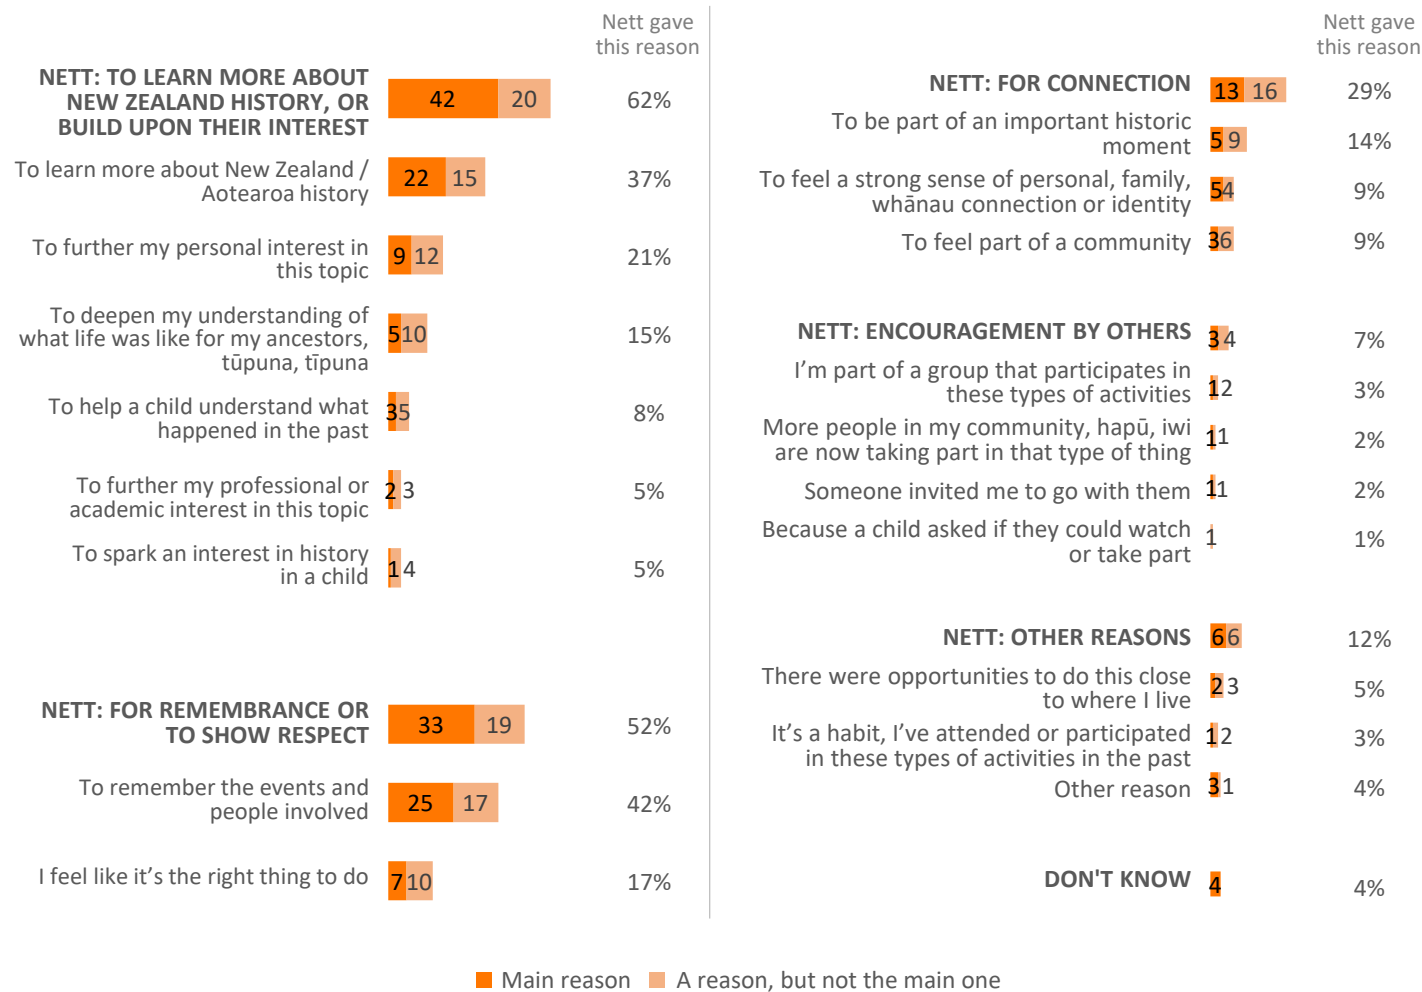 Nett gave
this reason
NETT: TO LEARN MORE ABOUT
NEW ZEALAND HISTORY, OR
BUILD UPON THEIR INTEREST
42 20 62%
To learn more about New Zealand /
Aotearoa history
22 15 37%
To further my personal interest in
this topic
9 12 21%
To deepen my understanding of
what life was like for my ancestors,
tūpuna, tīpuna
5 10 15%
To help a child understand what
happened in the past
3 5 8%
To further my professional or
academic interest in this topic
2 3 5%
To spark an interest in history
in a child
1 4 5%
NETT: FOR REMEMBRANCE OR
TO SHOW RESPECT
33 19 52%
To remember the events and
people involved
25 17 42%
I feel like it's the right thing to do 7 10 17%
Nett gave
this reason
NETT: FOR CONNECTION 13 16 29%
To be part of an important historic
moment
5 9 14%
To feel a strong sense of personal, family,
whānau connection or identity
5 4 9%
To feel part of a community 3 6 9%
NETT: ENCOURAGEMENT BY OTHERS 3 4 7%
I'm part of a group that participates in
these types of activities
1 2 3%
More people in my community, hapū, iwi
are now taking part in that type of thing
1 1 2%
Someone invited me to go with them 1 1 2%
Because a child asked if they could watch
or take part
1 1%
NETT: OTHER REASONS 6 6 12%
There were opportunities to do this close
to where I live
2 3 5%
It's a habit, I've attended or participated
in these types of activities in the past
1 2 3%
Other reason 3 1 4%
DON'T KNOW 4 4%
Main reason A reason, but not the main one